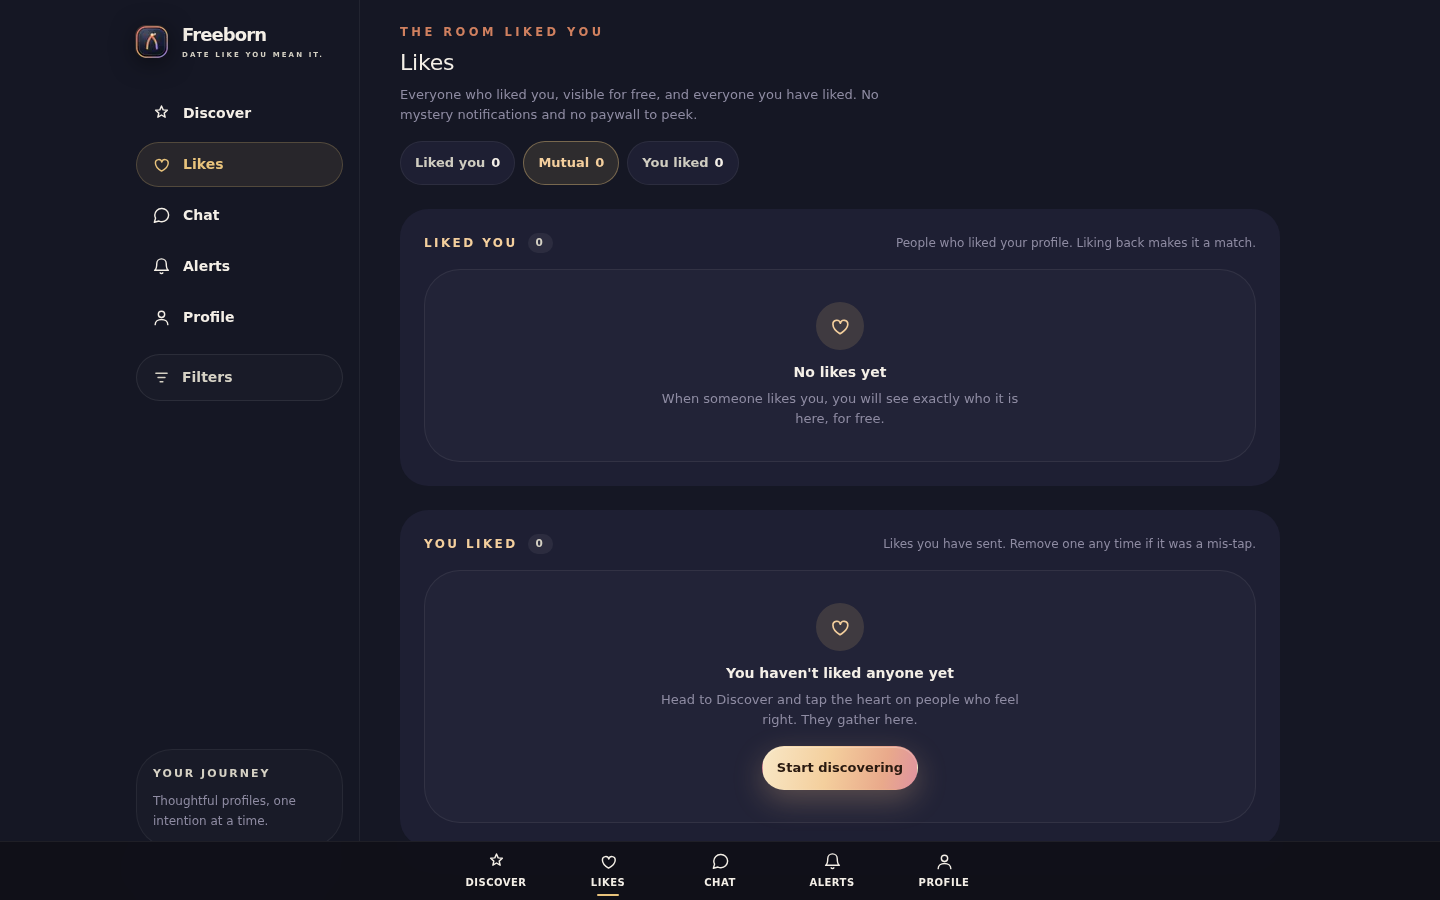 Freeborn
DATE LIKE YOU MEAN IT.
Discover
Likes
Chat
Alerts
Profile
Filters
YOUR JOURNEY
Thoughtful profiles, one
intention at a time.
THE ROOM LIKED YOU
Likes
Everyone who liked you, visible for free, and everyone you have liked. No
mystery notifications and no paywall to peek.
Liked you 0
Mutual 0
You liked 0
LIKED YOU 0
People who liked your profile. Liking back makes it a match.
No likes yet
When someone likes you, you will see exactly who it is
here, for free.
YOU LIKED 0
Likes you have sent. Remove one any time if it was a mis-tap.
You haven't liked anyone yet
Head to Discover and tap the heart on people who feel
right. They gather here.
Start discovering
DISCOVER
LIKES
CHAT
ALERTS
PROFILE